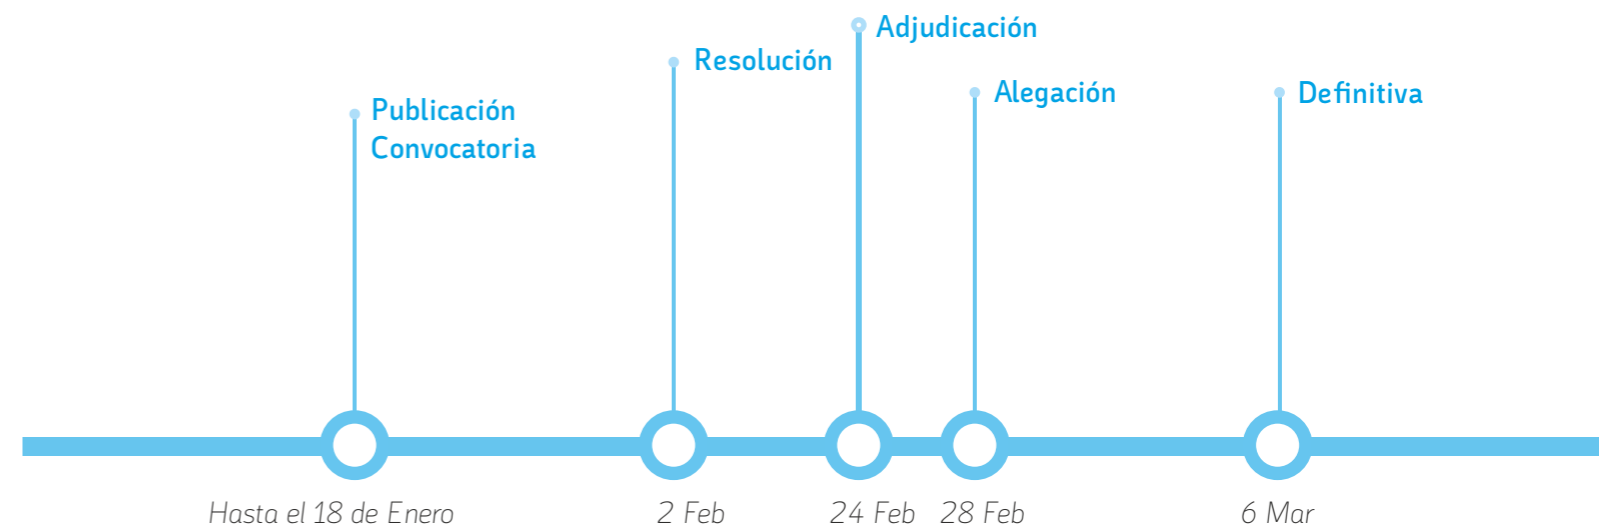 Adjudicación
Resolución
Alegación
Definitiva
Publicación
Convocatoria
Hasta el 18 de Enero
2 Feb
24 Feb
28 Feb
6 Mar